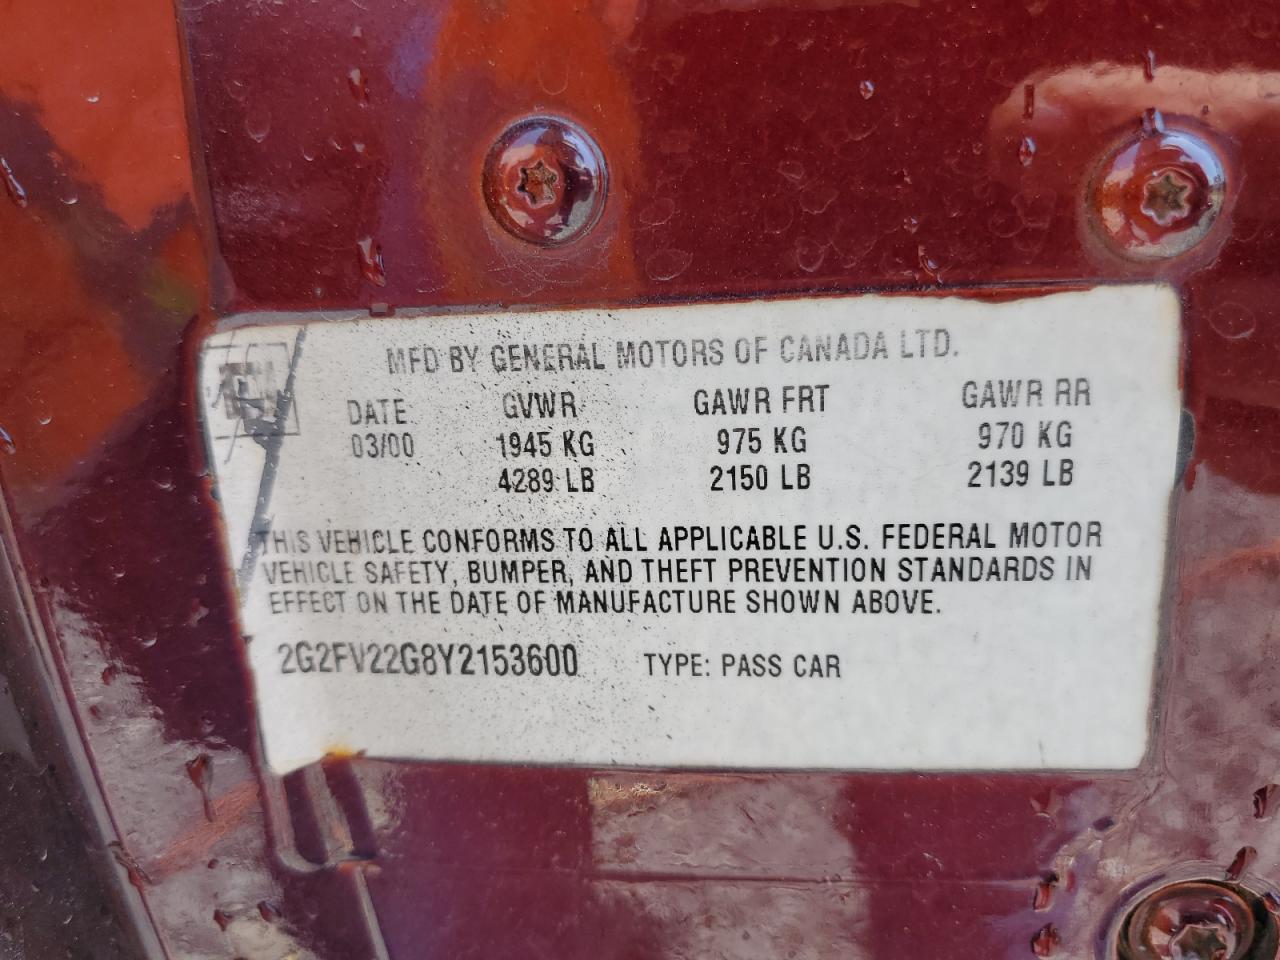 MFD BY GENERAL MOTORS OF CANADA LTD.
DATE GVWR GAWR FRT GAWR RR
03/00 1945 KG 975 KG 970 KG
4289 LB 2150 LB 2139 LB
THIS VEHICLE CONFORMS TO ALL APPLICABLE U.S. FEDERAL MOTOR
VEHICLE SAFETY, BUMPER, AND THEFT PREVENTION STANDARDS IN
EFFECT ON THE DATE OF MANUFACTURE SHOWN ABOVE.
2G2FV22G8Y2153600 TYPE: PASS CAR